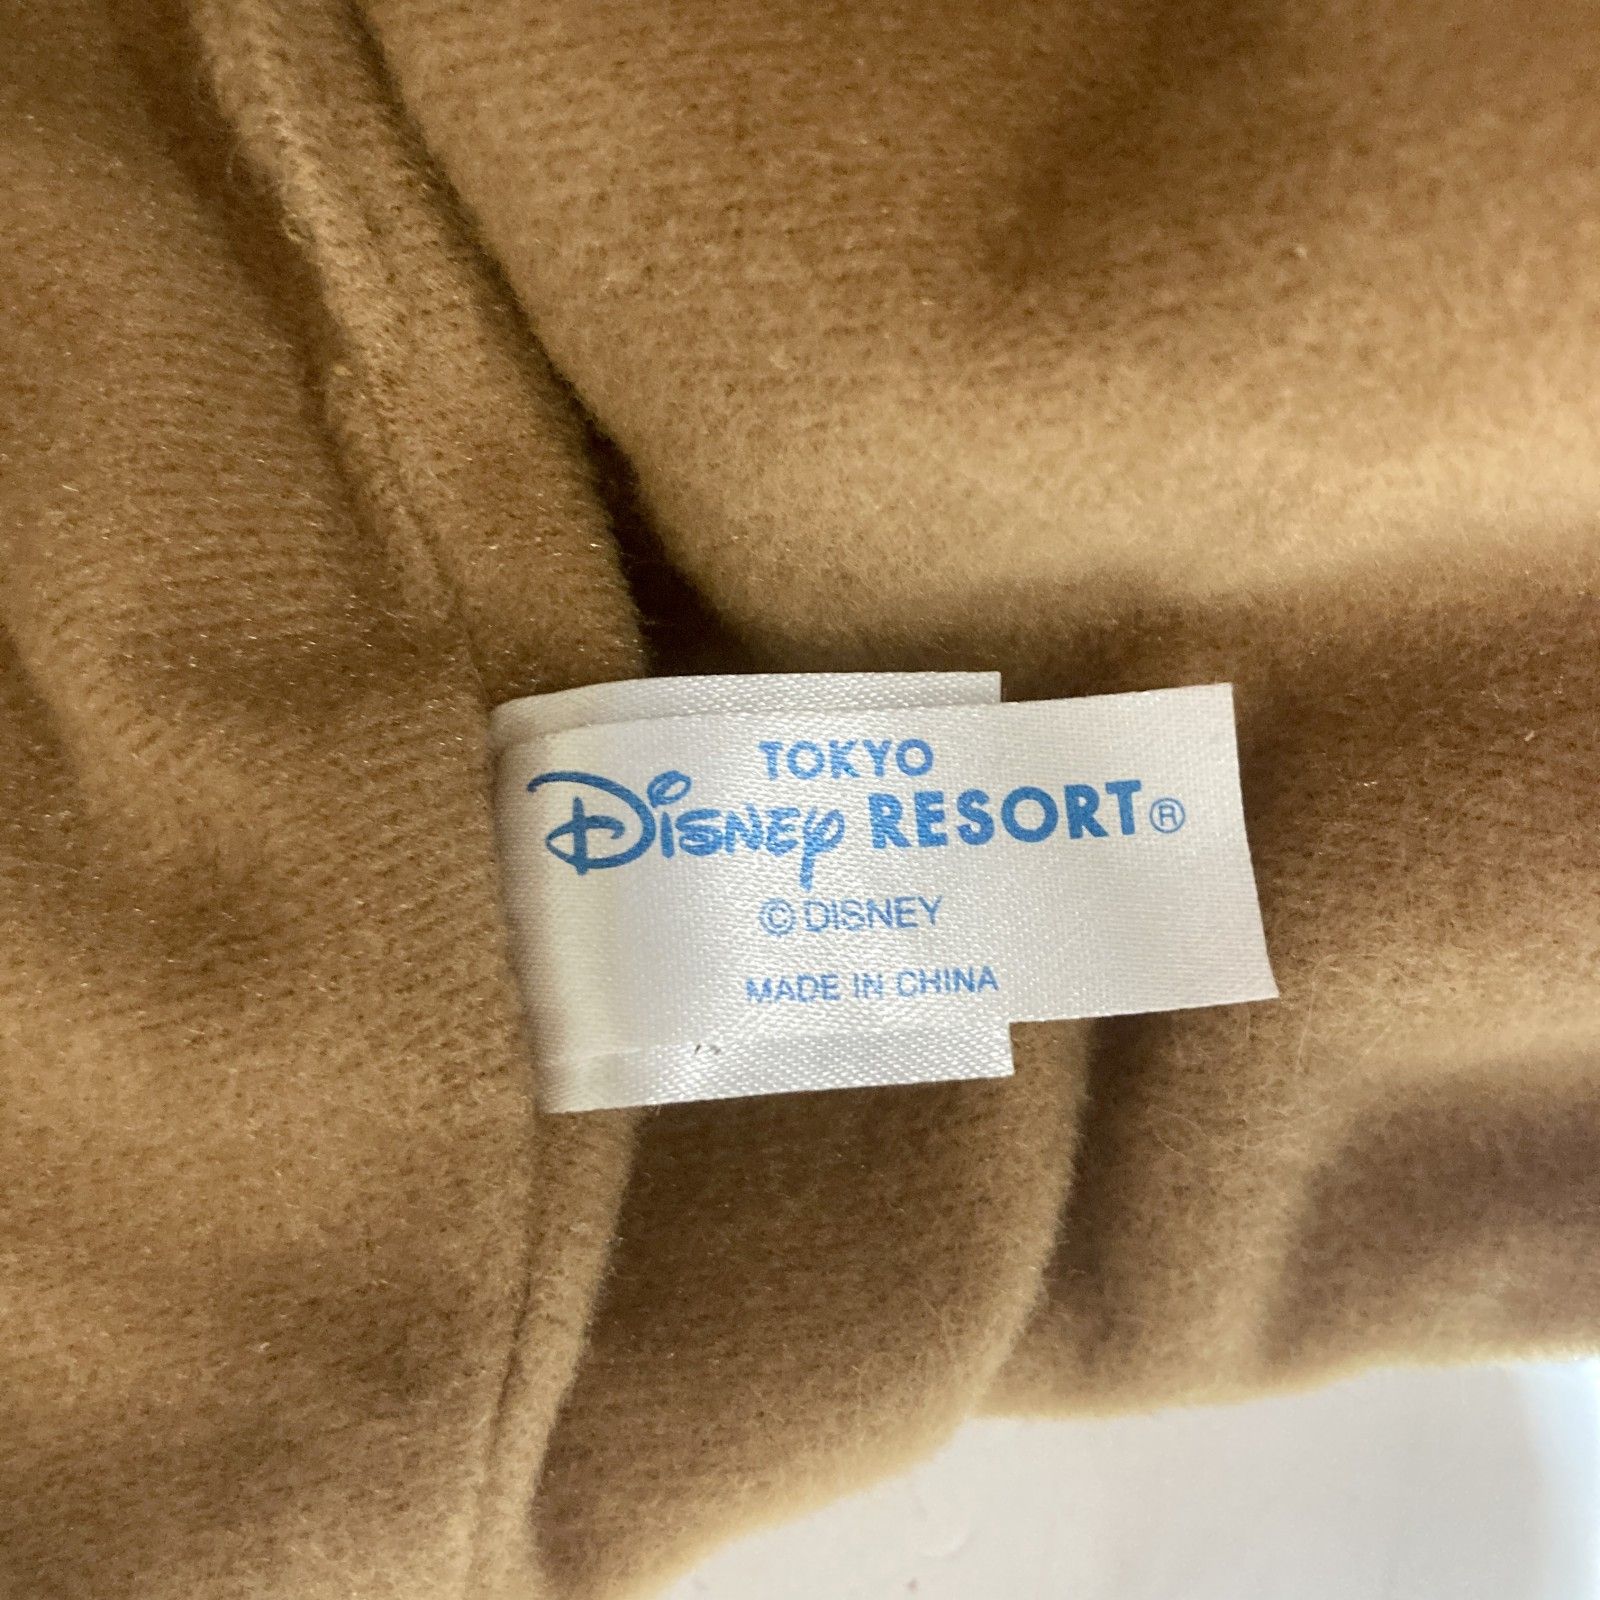 TOKYO
Disney RESORT®
© DISNEY
MADE IN CHINA